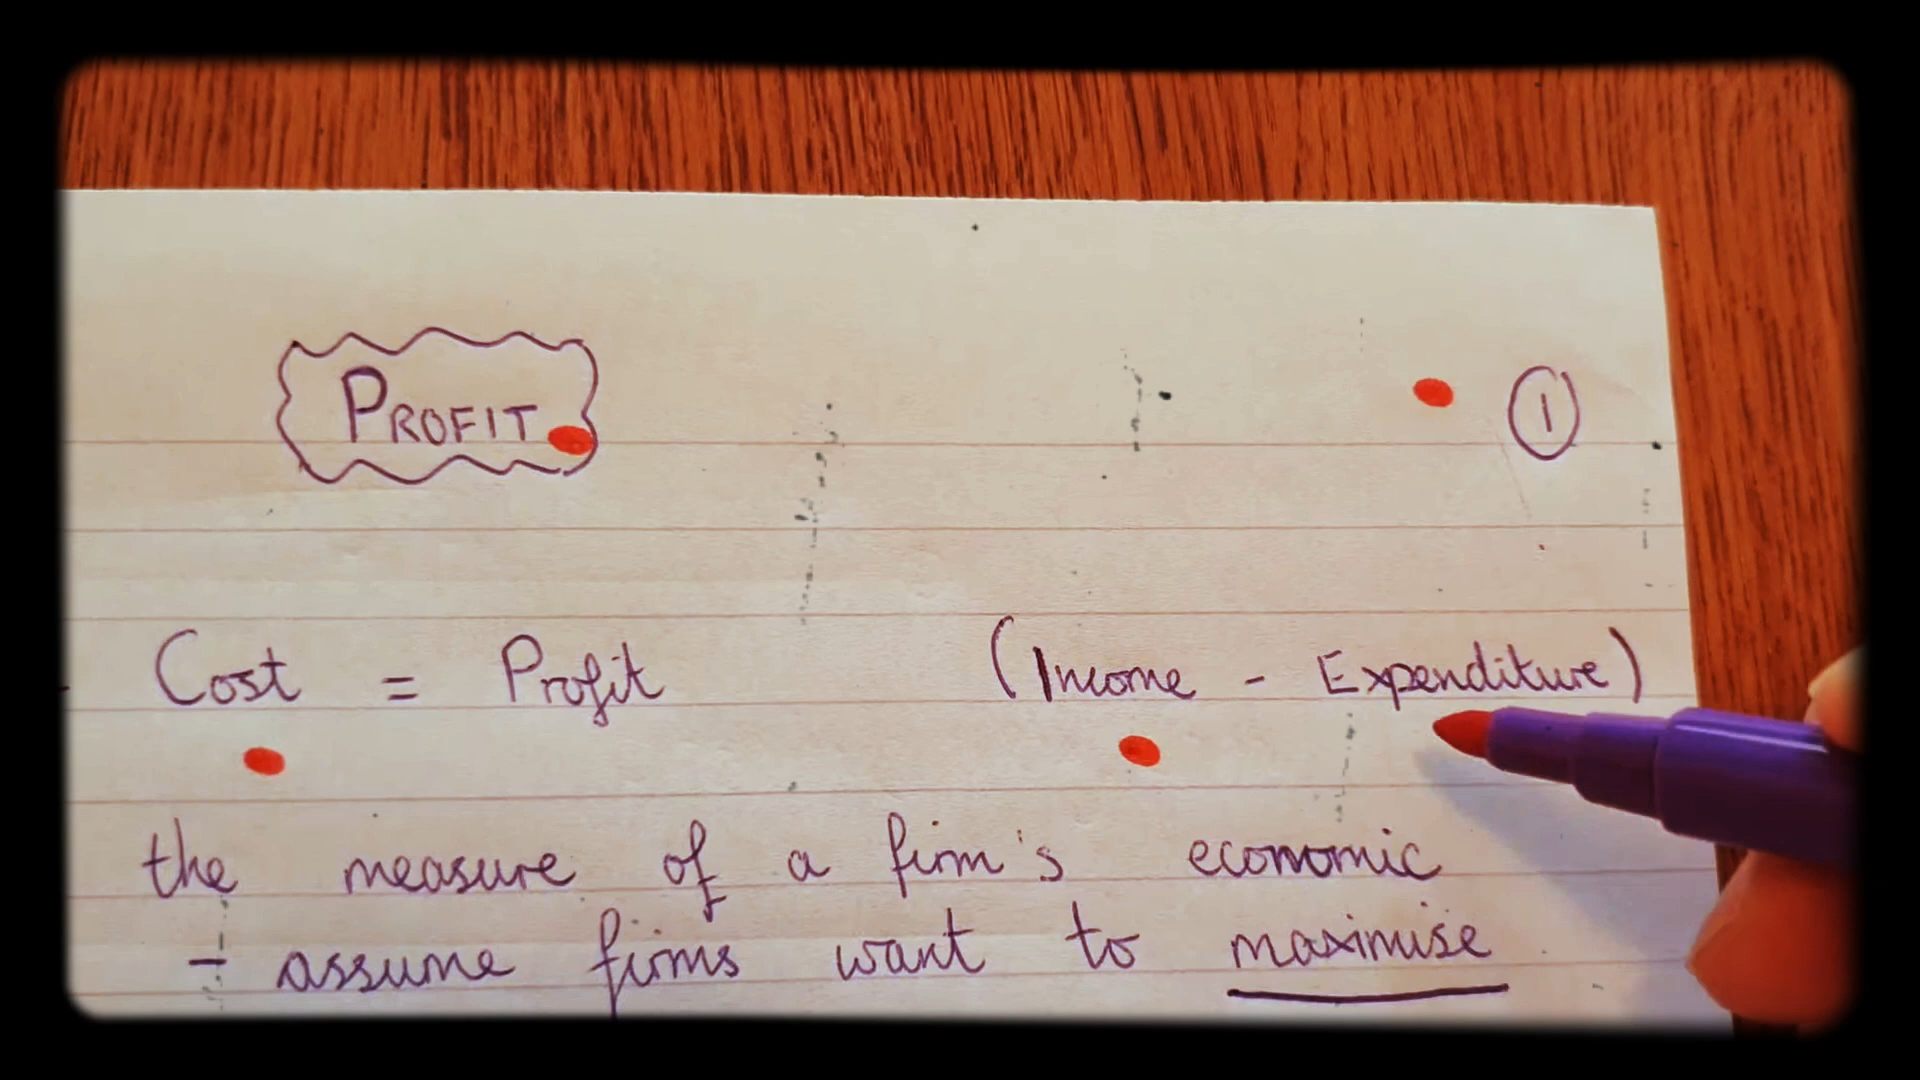 PROFIT
1
- Cost = Profit (Income - Expenditure)
the measure of a firm's economic
- assume firms want to maximise